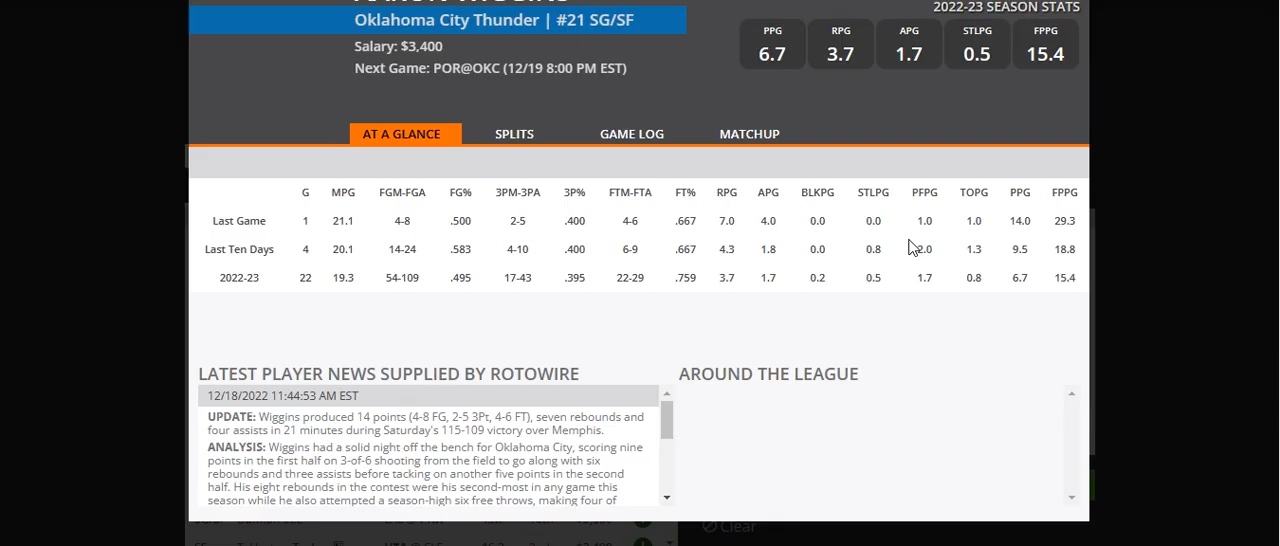 2022-23 SEASON STATS
Oklahoma City Thunder | #21 SG/SF
Salary: $3,400
Next Game: POR@OKC (12/19 8:00 PM EST)
PPG RPG APG STLPG FPPG
6.7 3.7 1.7 0.5 15.4
AT A GLANCE SPLITS GAME LOG MATCHUP
G MPG FGM-FGA FG% 3PM-3PA 3P% FTM-FTA FT% RPG APG BLKPG STLPG PFPG TOPG PPG FPPG
Last Game 1 21.1 4-8 .500 2-5 .400 4-6 .667 7.0 4.0 0.0 0.0 1.0 1.0 14.0 29.3
Last Ten Days 4 20.1 14-24 .583 4-10 .400 6-9 .667 4.3 1.8 0.0 0.8 2.0 1.3 9.5 18.8
2022-23 22 19.3 54-109 .495 17-43 .395 22-29 .759 3.7 1.7 0.2 0.5 1.7 0.8 6.7 15.4
LATEST PLAYER NEWS SUPPLIED BY ROTOWIRE
12/18/2022 11:44:53 AM EST
UPDATE: Wiggins produced 14 points (4-8 FG, 2-5 3Pt, 4-6 FT), seven rebounds and
four assists in 21 minutes during Saturday's 115-109 victory over Memphis.
ANALYSIS: Wiggins had a solid night off the bench for Oklahoma City, scoring nine
points in the first half on 3-of-6 shooting from the field to go along with six
rebounds and three assists before tacking on another five points in the second
half. His eight rebounds in the contest were his second-most in any game this
season while he also attempted a season-high six free throws, making four of
AROUND THE LEAGUE
Clear